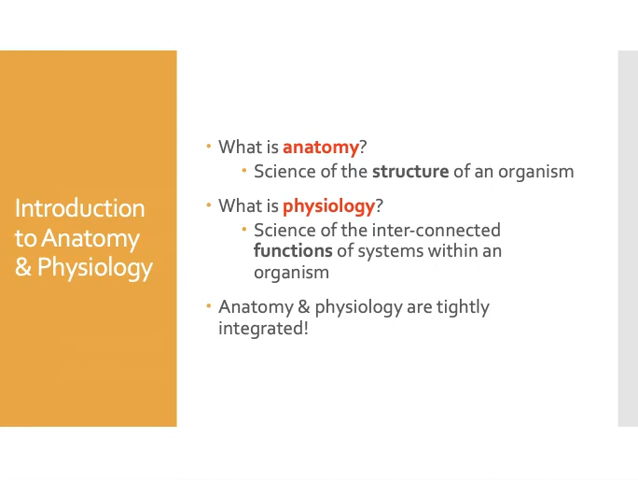 Introduction
to Anatomy
& Physiology
• What is anatomy?
• Science of the structure of an organism
• What is physiology?
• Science of the inter-connected
functions of systems within an
organism
• Anatomy & physiology are tightly
integrated!